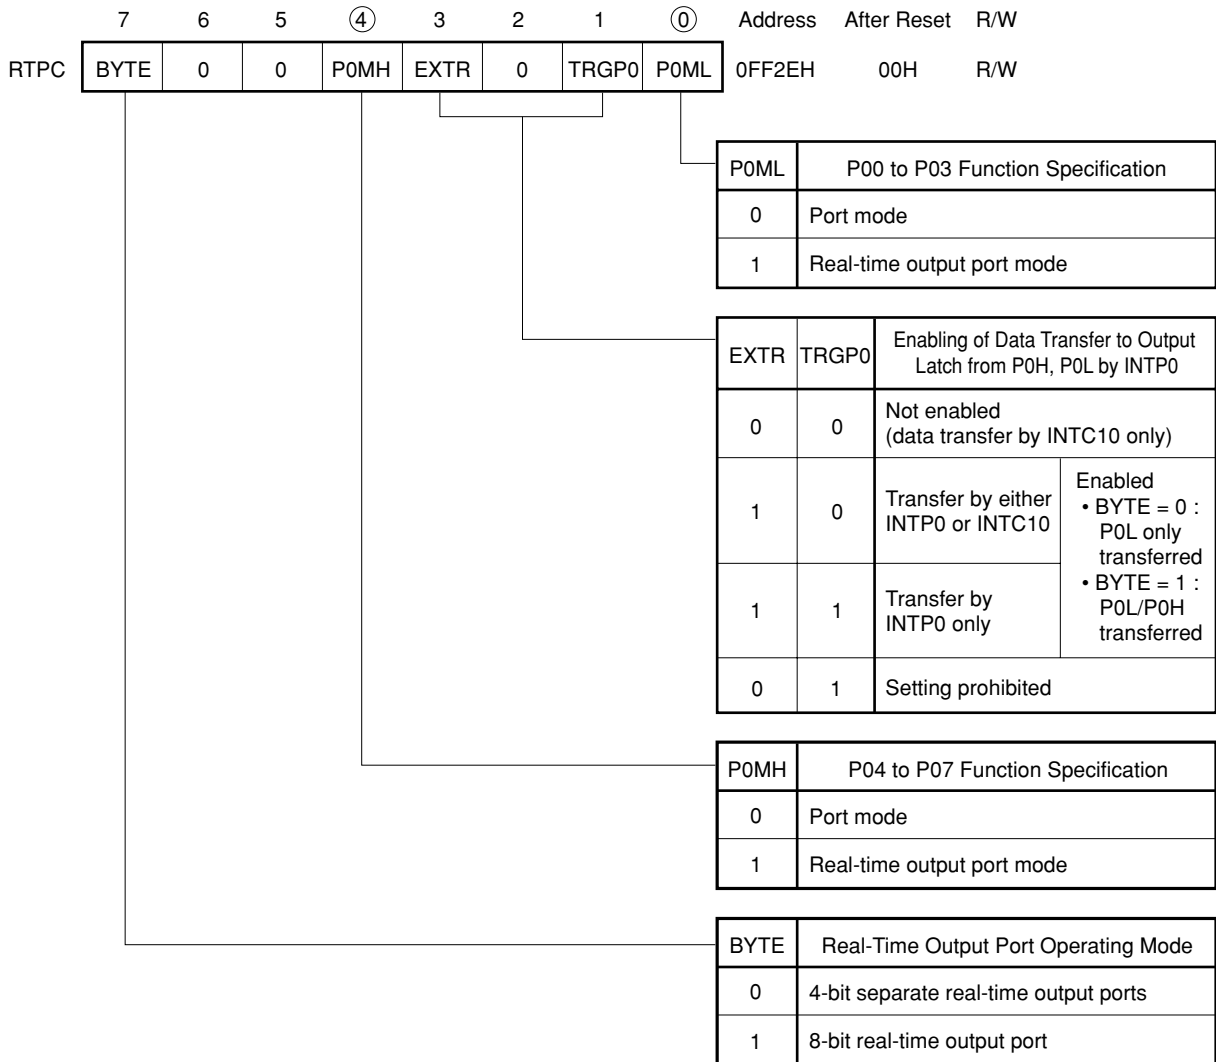 7 6 5 ④ 3 2 1 ⓪ Address After Reset R/W
RTPC BYTE 0 0 P0MH EXTR 0 TRGP0 P0ML 0FF2EH 00H R/W
P0ML P00 to P03 Function Specification
0 Port mode
1 Real-time output port mode
EXTR TRGP0 Enabling of Data Transfer to Output
Latch from P0H, P0L by INTP0
0 0 Not enabled
(data transfer by INTC10 only)
1 0 Transfer by either
INTP0 or INTC10
Enabled
• BYTE = 0 :
P0L only
transferred
• BYTE = 1 :
P0L/P0H
transferred
1 1 Transfer by
INTP0 only
0 1 Setting prohibited
P0MH P04 to P07 Function Specification
0 Port mode
1 Real-time output port mode
BYTE Real-Time Output Port Operating Mode
0 4-bit separate real-time output ports
1 8-bit real-time output port